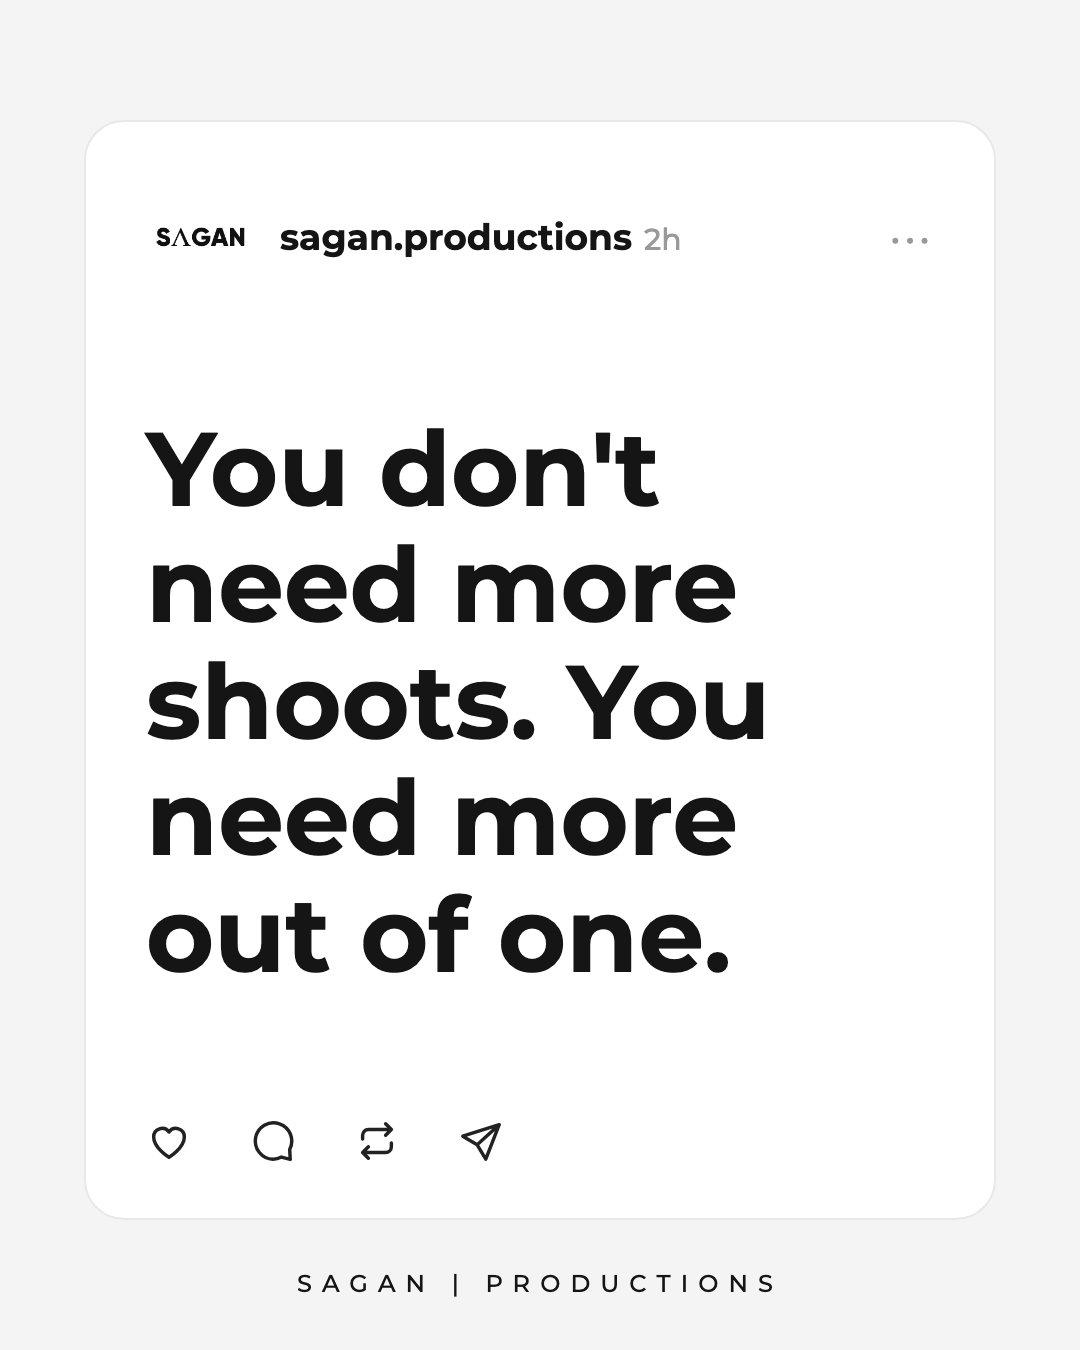 SΛGAN sagan.productions 2h
You don't
need more
shoots. You
need more
out of one.
SAGAN | PRODUCTIONS